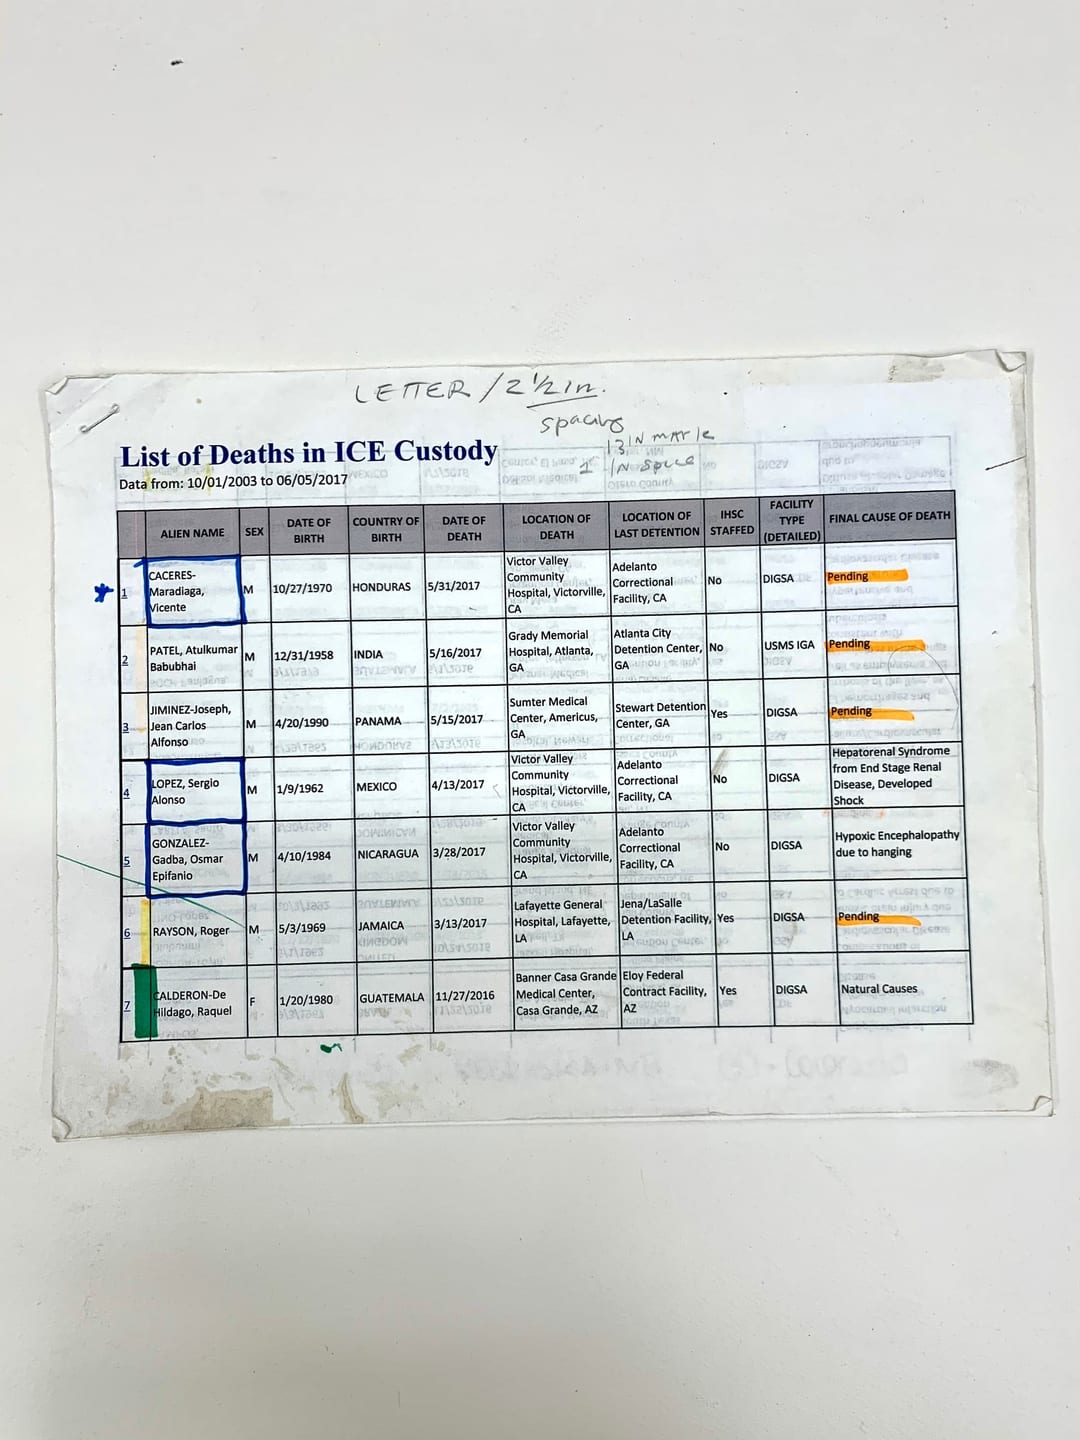 LETTER / 2 1/2 in.
spacing
13 IN MARK
1 IN SPACE
List of Deaths in ICE Custody
Data from: 10/01/2003 to 06/05/2017
ALIEN NAME SEX DATE OF BIRTH COUNTRY OF BIRTH DATE OF DEATH LOCATION OF DEATH LOCATION OF LAST DETENTION IHSC STAFFED FACILITY TYPE (DETAILED) FINAL CAUSE OF DEATH
1 CACERES-Maradiaga, Vicente M 10/27/1970 HONDURAS 5/31/2017 Victor Valley Community Hospital, Victorville, CA Adelanto Correctional Facility, CA No DIGSA Pending
2 PATEL, Atulkumar Babubhai M 12/31/1958 INDIA 5/16/2017 Grady Memorial Hospital, Atlanta, GA Atlanta City Detention Center, GA No USMS IGA Pending
3 JIMINEZ-Joseph, Jean Carlos Alfonso M 4/20/1990 PANAMA 5/15/2017 Sumter Medical Center, Americus, GA Stewart Detention Center, GA Yes DIGSA Pending
4 LOPEZ, Sergio Alonso M 1/9/1962 MEXICO 4/13/2017 Victor Valley Community Hospital, Victorville, CA Adelanto Correctional Facility, CA No DIGSA Hepatorenal Syndrome from End Stage Renal Disease, Developed Shock
5 GONZALEZ-Gadba, Osmar Epifanio M 4/10/1984 NICARAGUA 3/28/2017 Victor Valley Community Hospital, Victorville, CA Adelanto Correctional Facility, CA No DIGSA Hypoxic Encephalopathy due to hanging
6 RAYSON, Roger M 5/3/1969 JAMAICA 3/13/2017 Lafayette General Hospital, Lafayette, LA Jena/LaSalle Detention Facility, LA Yes DIGSA Pending
7 CALDERON-De Hildago, Raquel F 1/20/1980 GUATEMALA 11/27/2016 Banner Casa Grande Medical Center, Casa Grande, AZ Eloy Federal Contract Facility, AZ Yes DIGSA Natural Causes